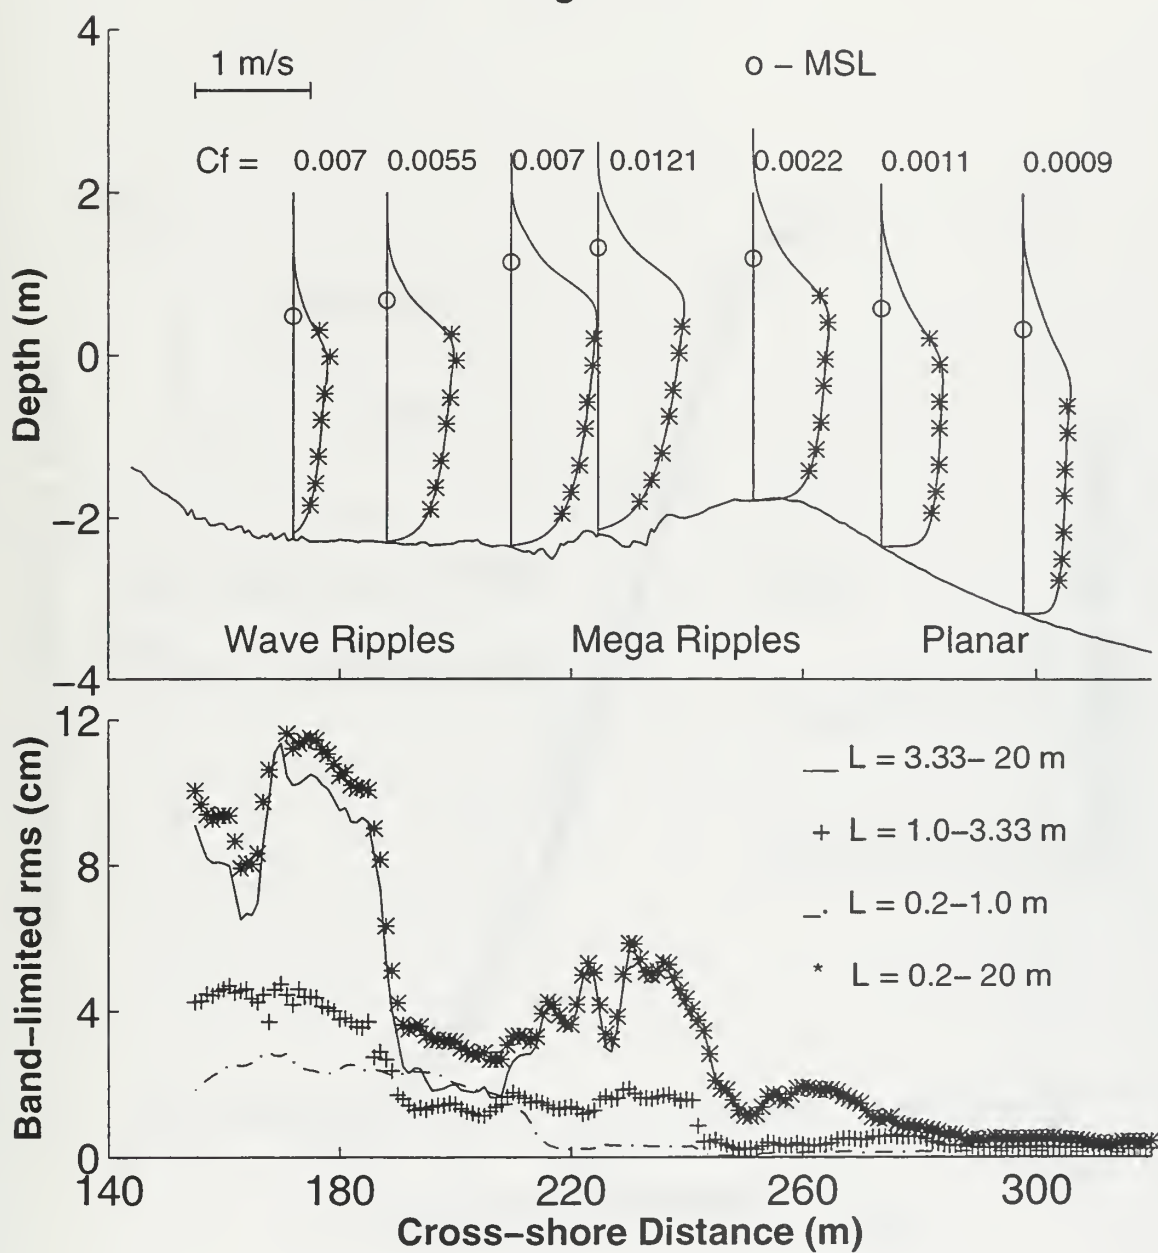 4
1 m/s
o – MSL
Cf = 0.007 0.0055 0.007 0.0121 0.0022 0.0011 0.0009
2
Depth (m)
0
−2
Wave Ripples Mega Ripples Planar
−4
12
L = 3.33– 20 m
Band–limited rms (cm)
+ L = 1.0–3.33 m
8
_. L = 0.2–1.0 m
* L = 0.2– 20 m
4
0
140 180 220 260 300
Cross–shore Distance (m)